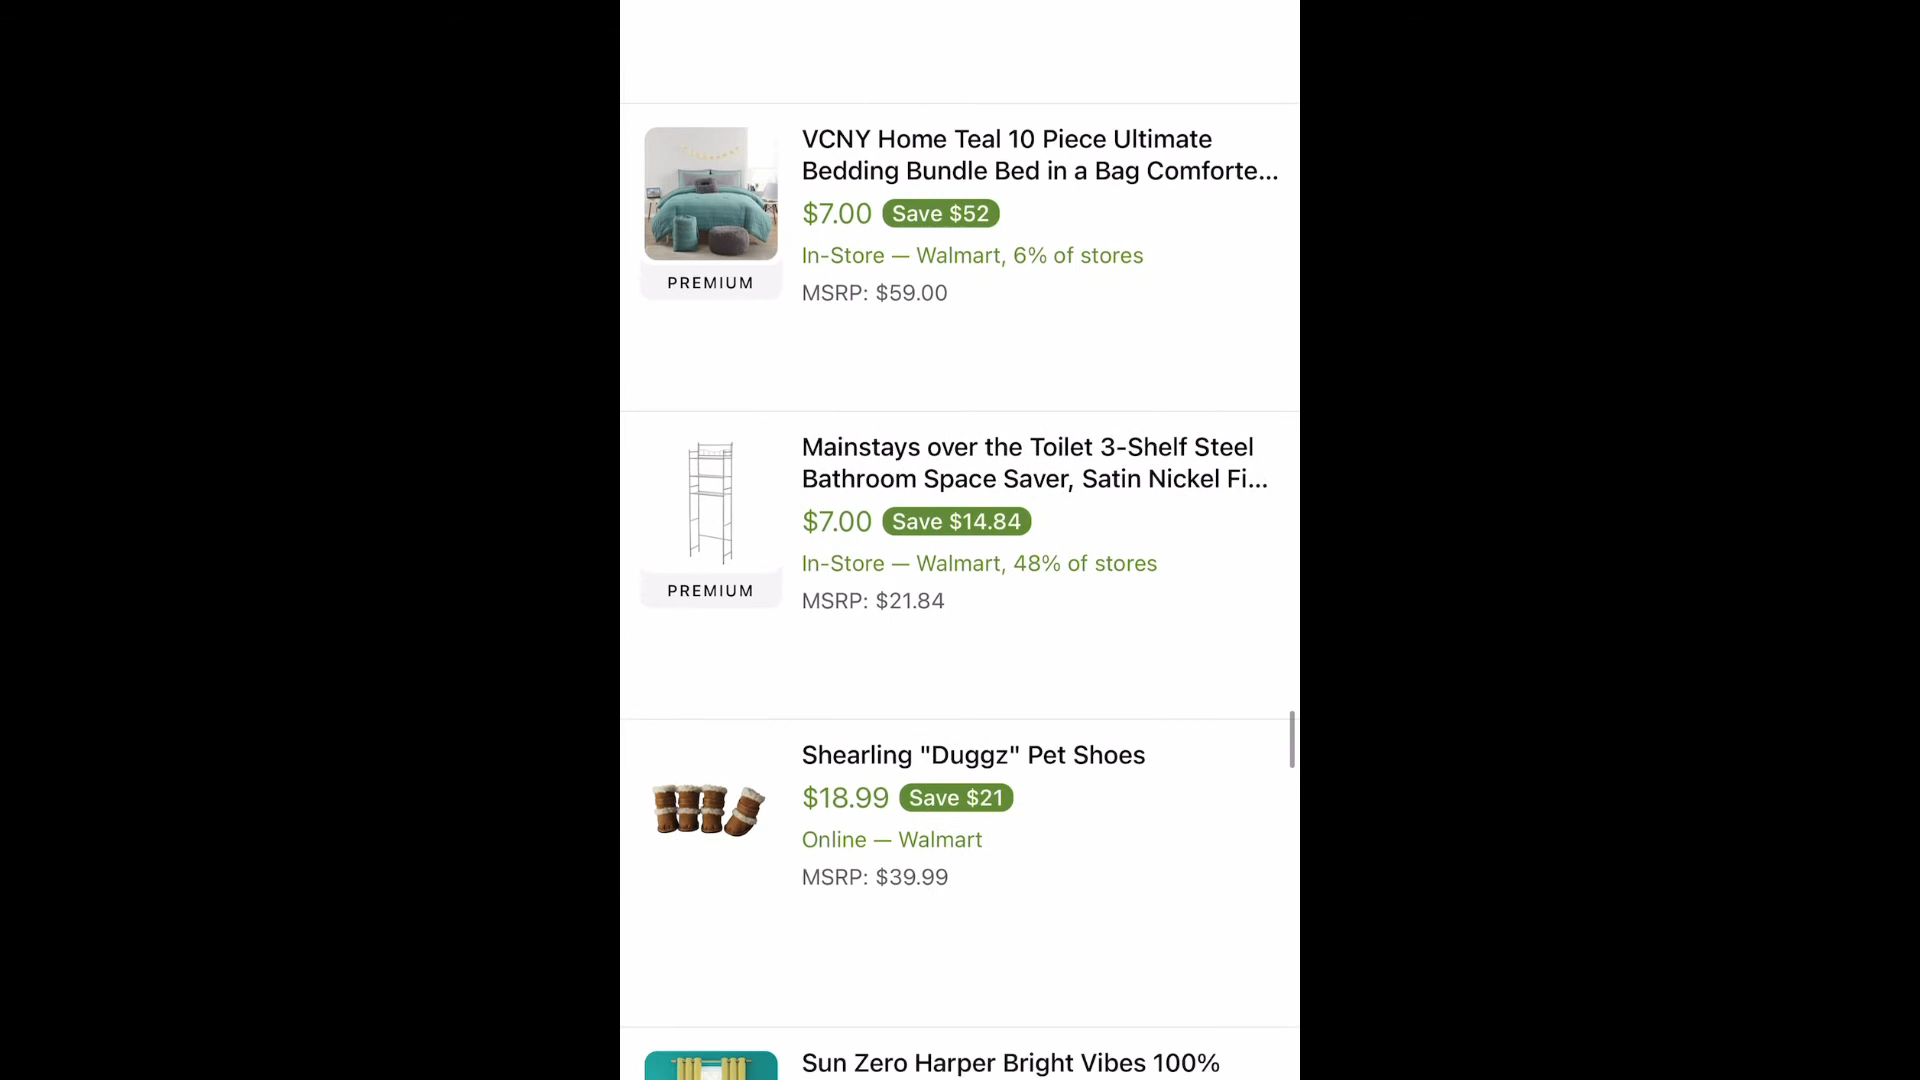 VCNY Home Teal 10 Piece Ultimate
Bedding Bundle Bed in a Bag Comforte...
$7.00 Save $52
In-Store — Walmart, 6% of stores
PREMIUM
MSRP: $59.00
Mainstays over the Toilet 3-Shelf Steel
Bathroom Space Saver, Satin Nickel Fi...
$7.00 Save $14.84
In-Store — Walmart, 48% of stores
PREMIUM
MSRP: $21.84
Shearling "Duggz" Pet Shoes
$18.99 Save $21
Online — Walmart
MSRP: $39.99
Sun Zero Harper Bright Vibes 100%